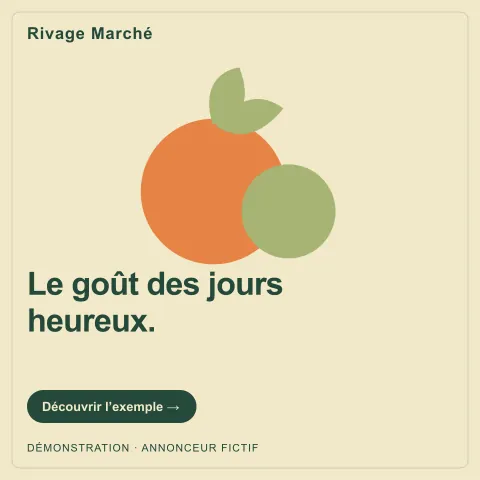 Rivage Marché
Le goût des jours
heureux.
Découvrir l'exemple →
DÉMONSTRATION · ANNONCEUR FICTIF